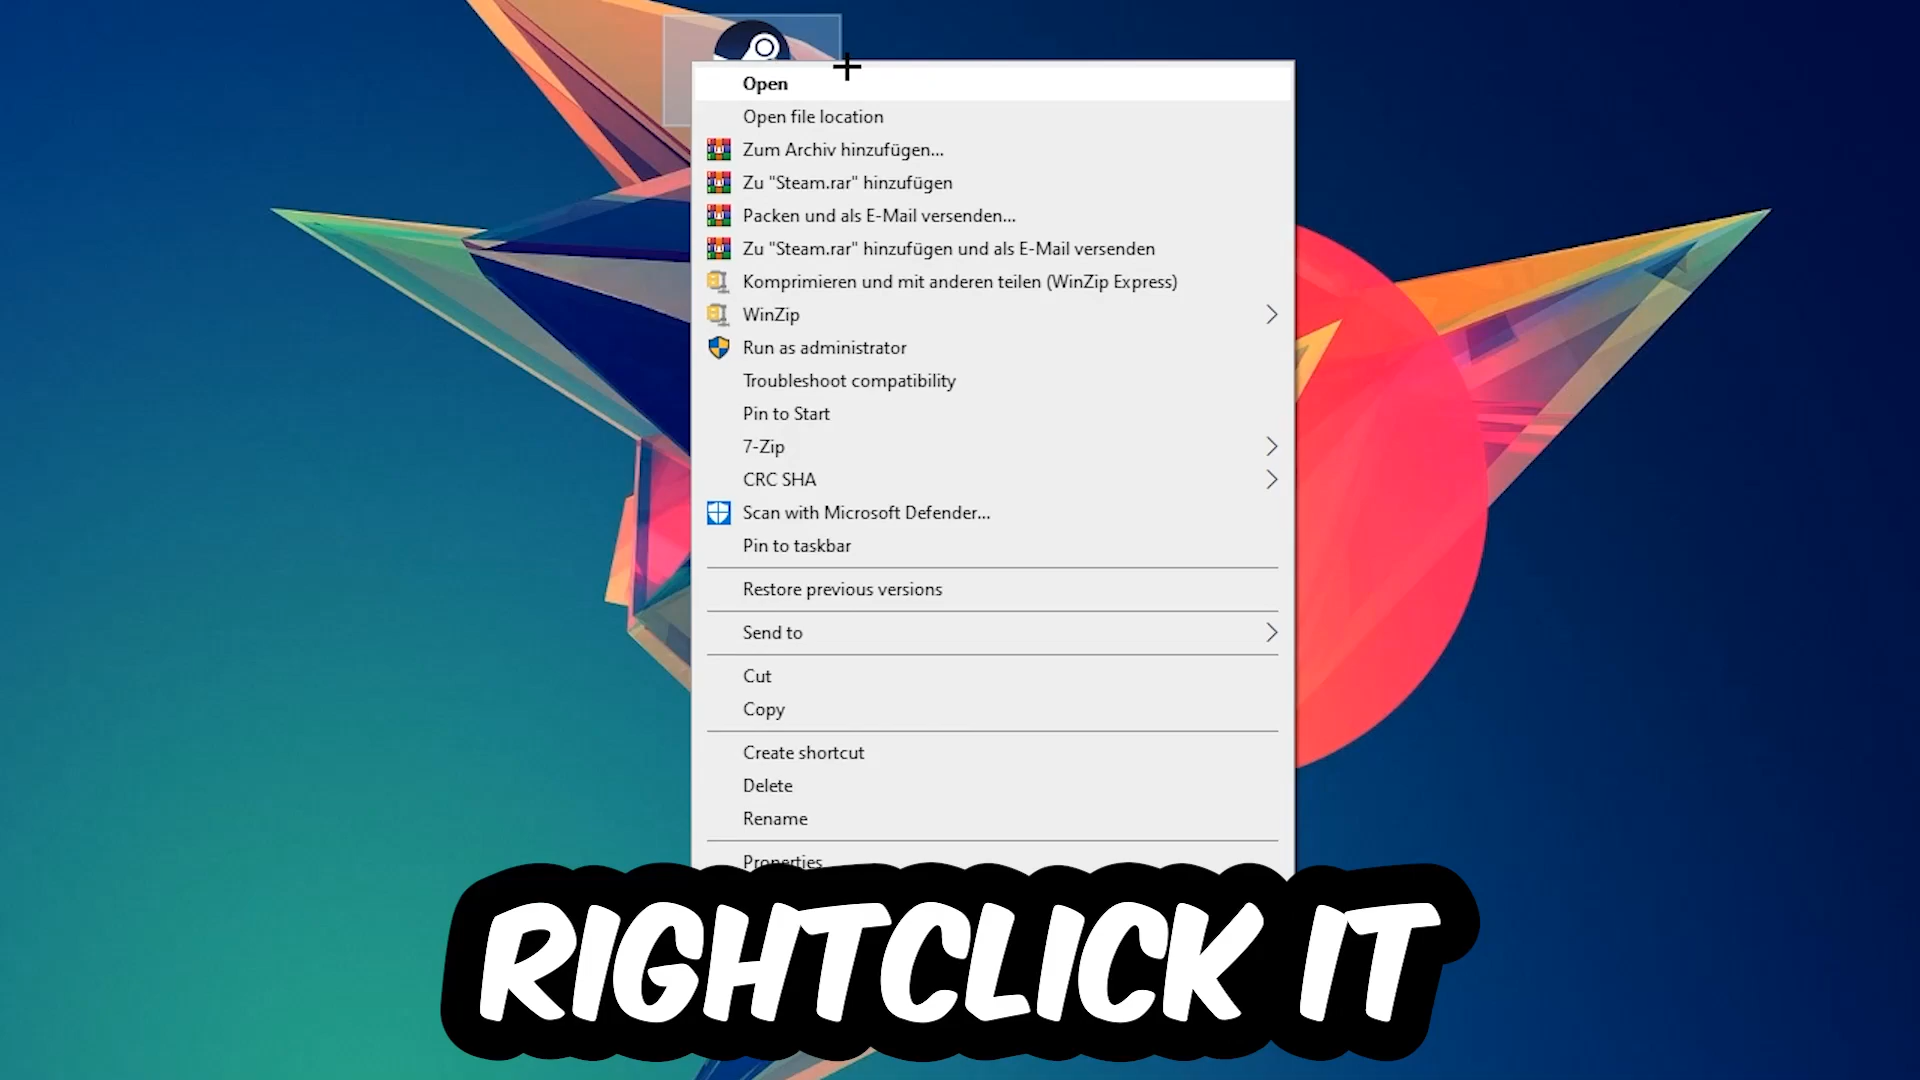 Open
Open file location
Zum Archiv hinzufügen...
Zu "Steam.rar" hinzufügen
Packen und als E-Mail versenden...
Zu "Steam.rar" hinzufügen und als E-Mail versenden
Komprimieren und mit anderen teilen (WinZip Express)
WinZip
Run as administrator
Troubleshoot compatibility
Pin to Start
7-Zip
CRC SHA
Scan with Microsoft Defender...
Pin to taskbar
Restore previous versions
Send to
Cut
Copy
Create shortcut
Delete
Rename
Properties
RIGHTCLICK IT